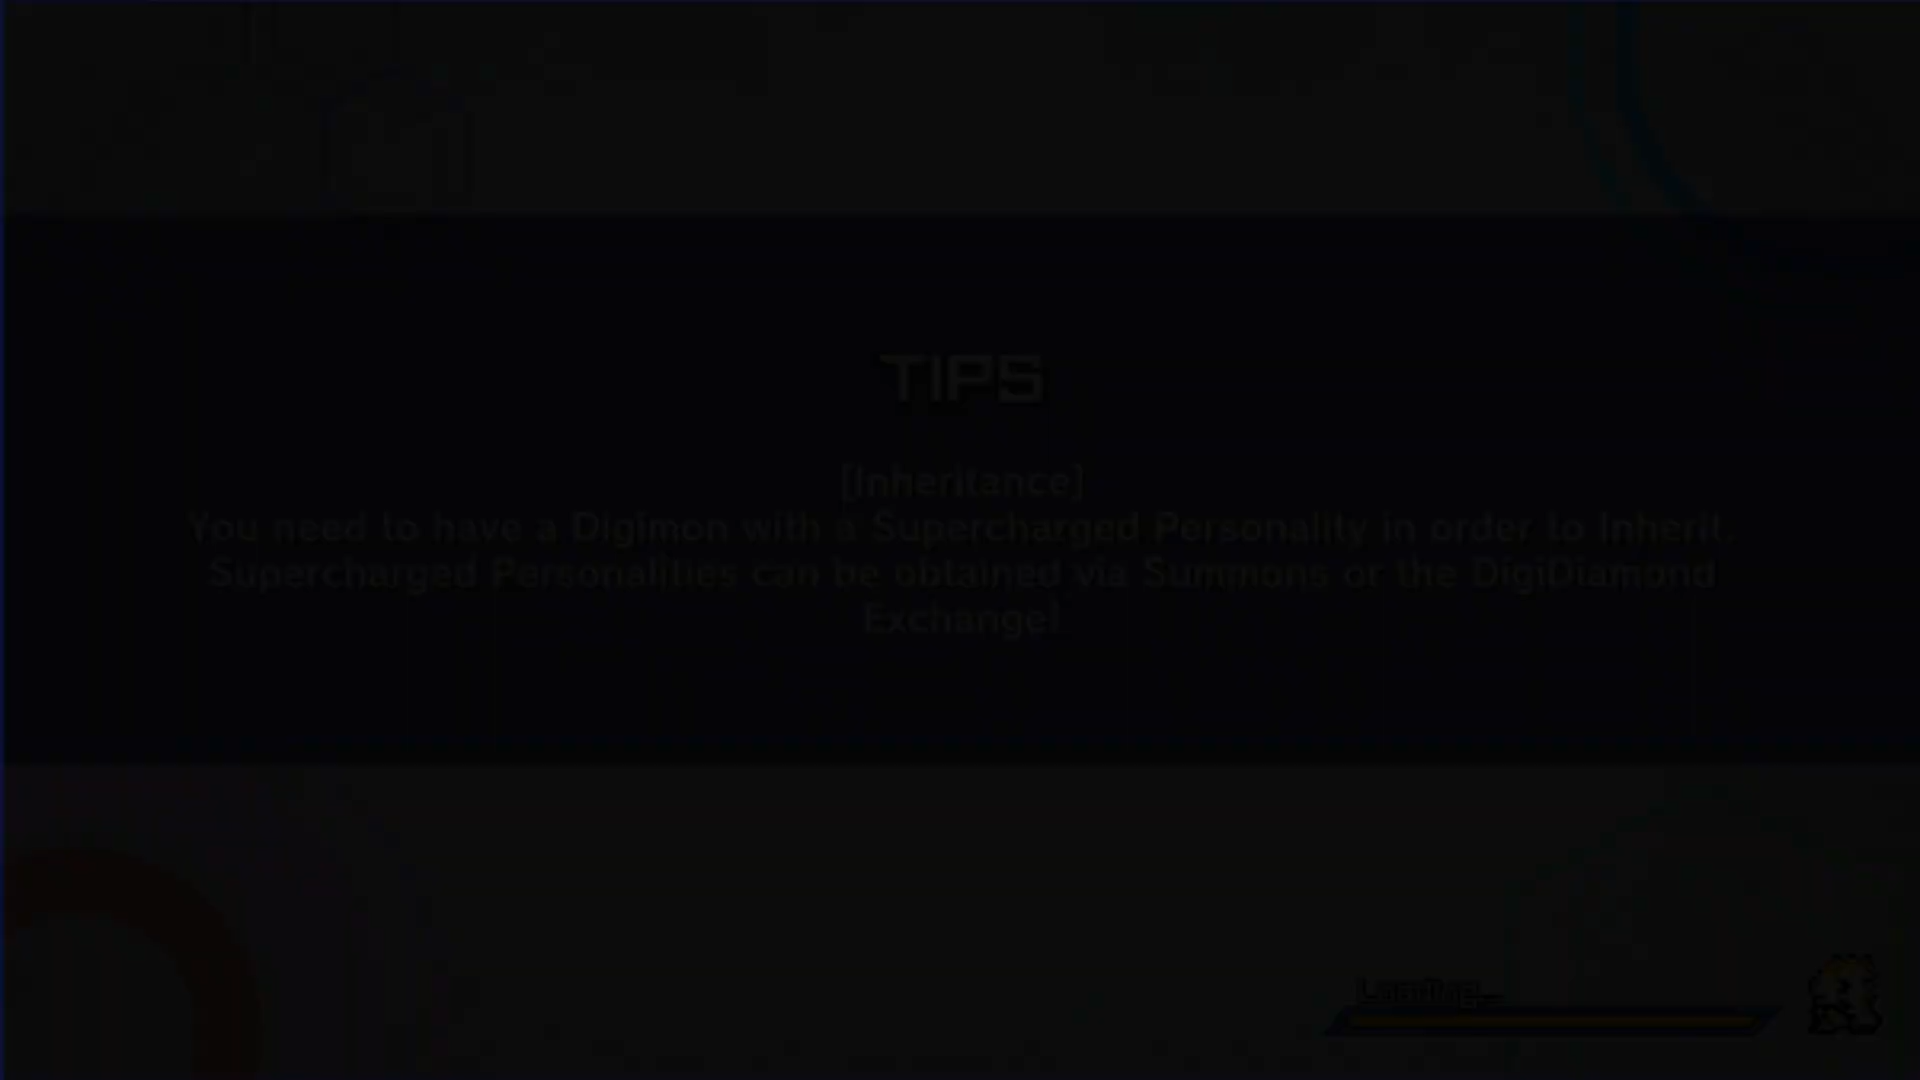 TIPS
[Inheritance]
You need to have a Digimon with a Supercharged Personality in order to Inherit.
Supercharged Personalities can be obtained via Summons or the DigiDiamond
Exchange!
Loading...